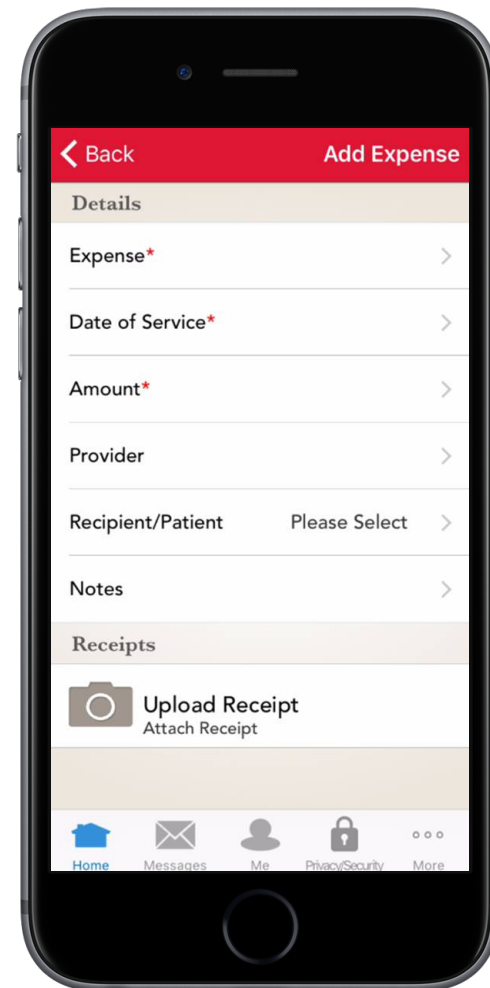 Back
Add Expense
Details
Expense*
Date of Service*
Amount*
Provider
Recipient/Patient Please Select
Notes
Receipts
Upload Receipt
Attach Receipt
Home Messages Me Privacy/Security More